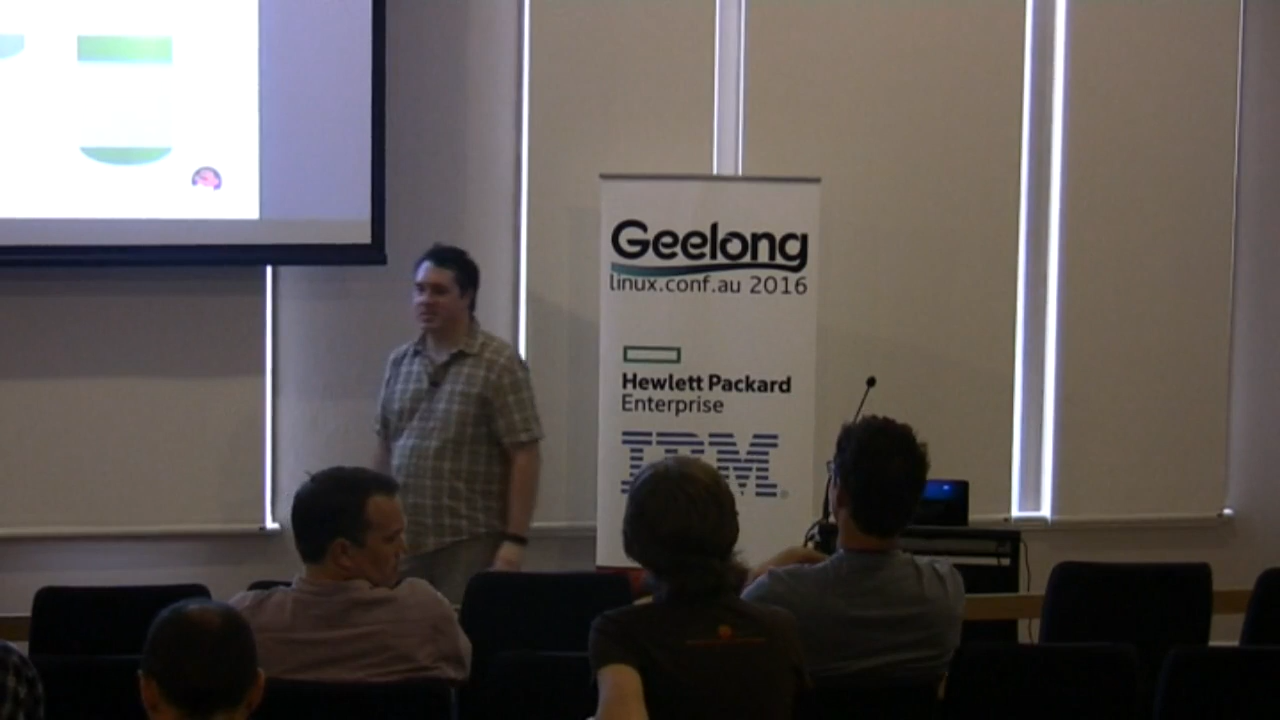 Geelong
linux.conf.au 2016
Hewlett Packard
Enterprise
IBM